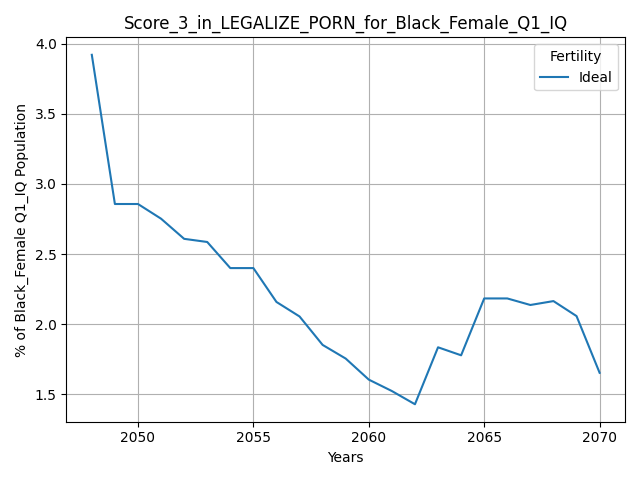 Score_3_in_LEGALIZE_PORN_for_Black_Female_Q1_IQ
Fertility
Ideal
% of Black_Female Q1_IQ Population
4.0
3.5
3.0
2.5
2.0
1.5
2050
2055
2060
2065
2070
Years